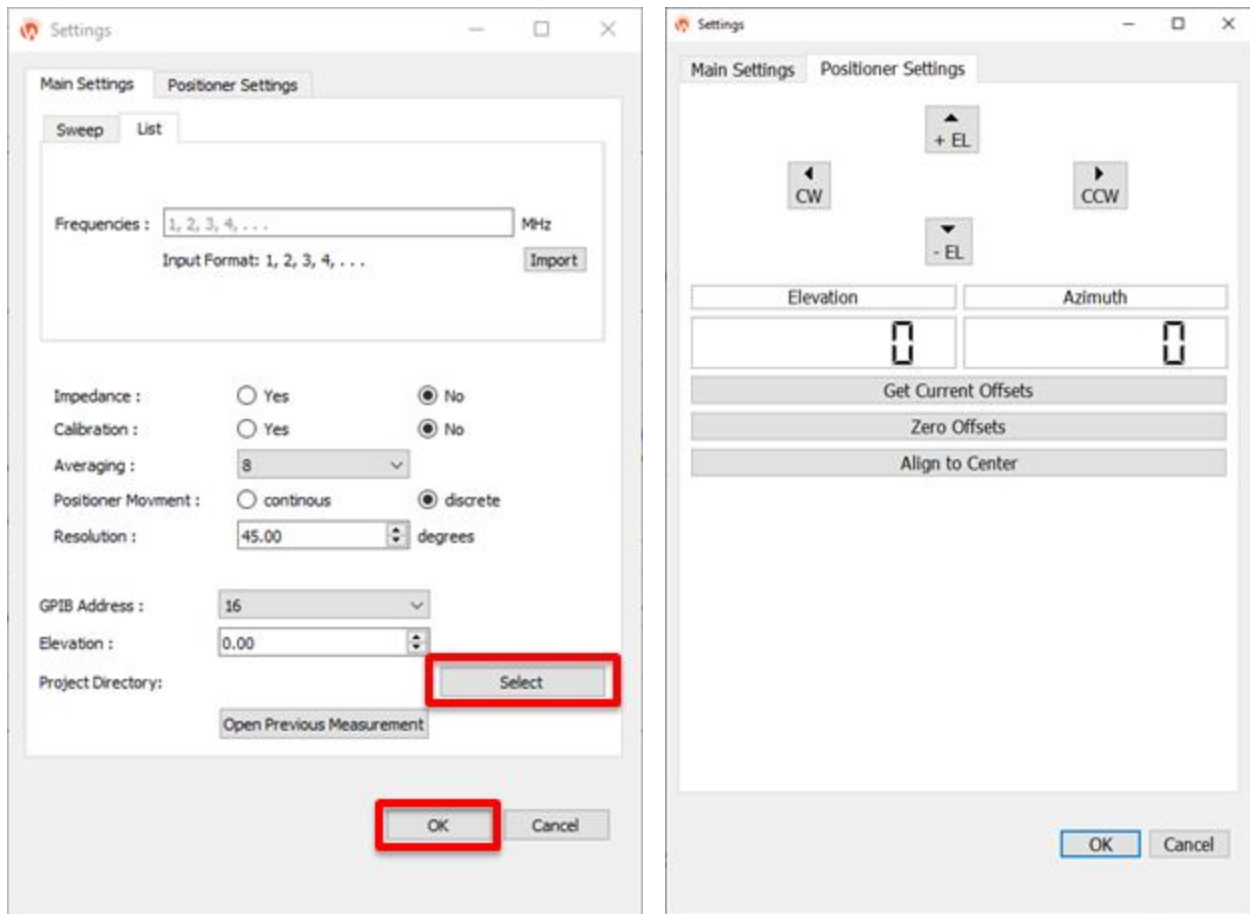 Settings
Main Settings Positioner Settings
Sweep List
Frequencies : 1, 2, 3, 4, . . . MHz
Input Format: 1, 2, 3, 4, . . . Import
Impedance : Yes No
Calibration : Yes No
Averaging : 8
Positioner Movment : continous discrete
Resolution : 45.00 degrees
GPIB Address : 16
Elevation : 0.00
Project Directory: Select
Open Previous Measurement
OK Cancel
Settings
Main Settings Positioner Settings
+ EL
CW CCW
- EL
Elevation Azimuth
0 0
Get Current Offsets
Zero Offsets
Align to Center
OK Cancel